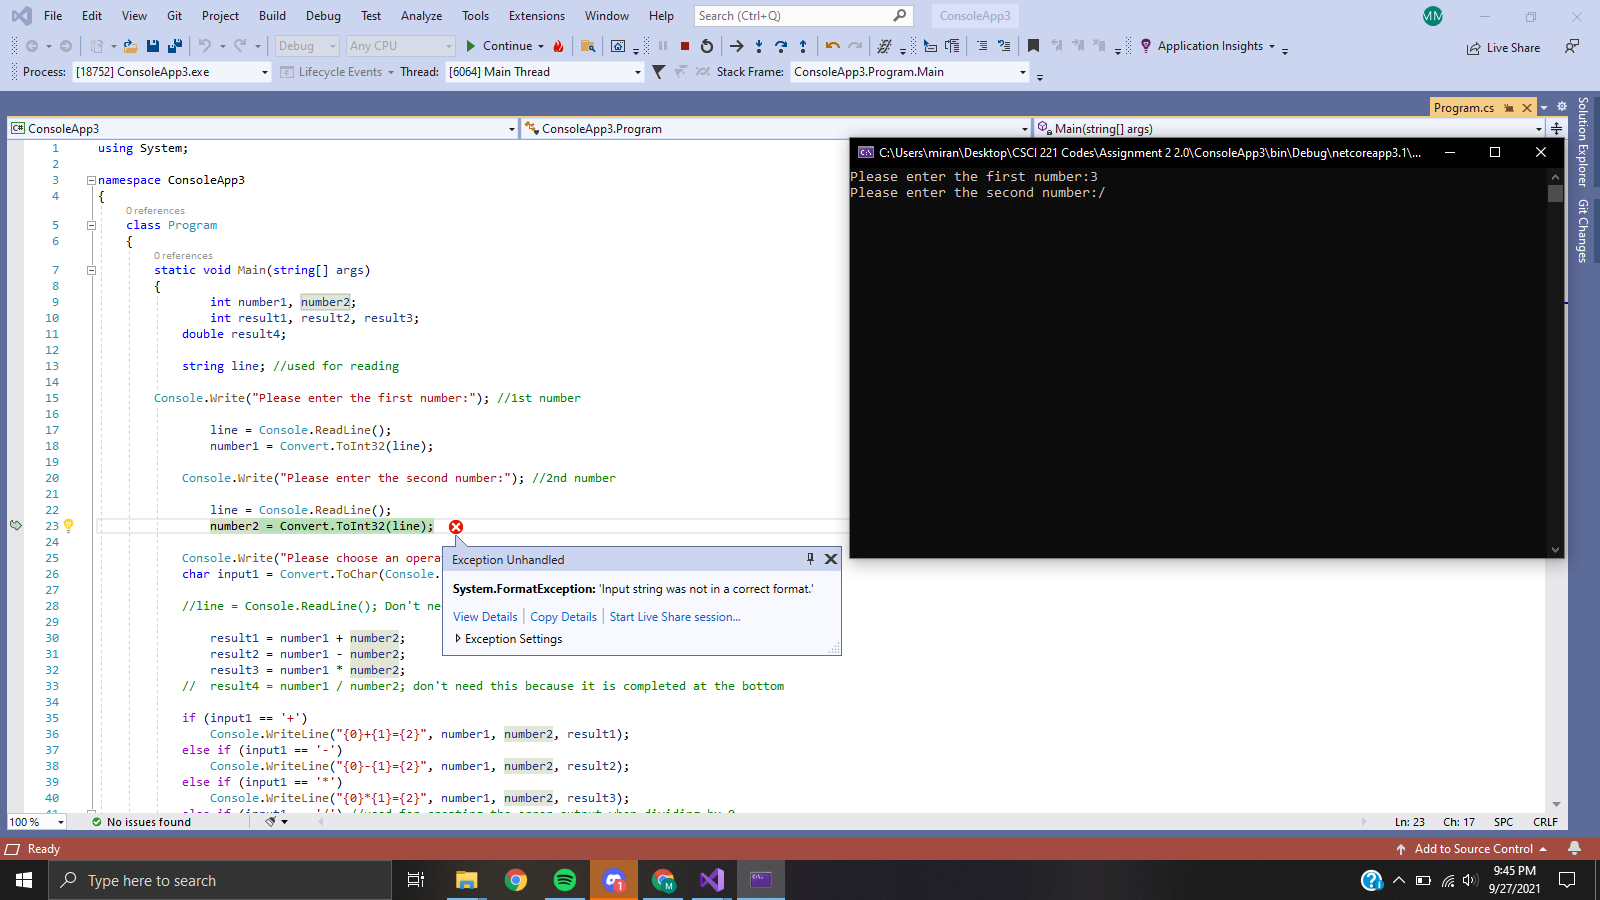 File Edit View Git Project Build Debug Test Analyze Tools Extensions Window Help Search (Ctrl+Q) ConsoleApp3 MM
Debug Any CPU Continue Application Insights Live Share
Process: [18752] ConsoleApp3.exe Lifecycle Events Thread: [6064] Main Thread Stack Frame: ConsoleApp3.Program.Main
Program.cs
C# ConsoleApp3 ConsoleApp3.Program Main(string[] args)
1 using System;
2
3 namespace ConsoleApp3
4 {
0 references
5 class Program
6 {
0 references
7 static void Main(string[] args)
8 {
9 int number1, number2;
10 int result1, result2, result3;
11 double result4;
12
13 string line; //used for reading
14
15 Console.Write("Please enter the first number:"); //1st number
16
17 line = Console.ReadLine();
18 number1 = Convert.ToInt32(line);
19
20 Console.Write("Please enter the second number:"); //2nd number
21
22 line = Console.ReadLine();
23 number2 = Convert.ToInt32(line);
24
25 Console.Write("Please choose an opera
26 char input1 = Convert.ToChar(Console.
27
28 //line = Console.ReadLine(); Don't ne
29
30 result1 = number1 + number2;
31 result2 = number1 - number2;
32 result3 = number1 * number2;
33 // result4 = number1 / number2; don't need this because it is completed at the bottom
34
35 if (input1 == '+')
36 Console.WriteLine("{0}+{1}={2}", number1, number2, result1);
37 else if (input1 == '-')
38 Console.WriteLine("{0}-{1}={2}", number1, number2, result2);
39 else if (input1 == '*')
40 Console.WriteLine("{0}*{1}={2}", number1, number2, result3);
Exception Unhandled
System.FormatException: 'Input string was not in a correct format.'
View Details Copy Details Start Live Share session...
Exception Settings
C:\Users\miran\Desktop\CSCI 221 Codes\Assignment 2 2.0\ConsoleApp3\bin\Debug\netcoreapp3.1\...
Please enter the first number:3
Please enter the second number:/
Solution Explorer
Git Changes
100 % No issues found Ln: 23 Ch: 17 SPC CRLF
Ready Add to Source Control
Type here to search 1 M 9:45 PM
9/27/2021